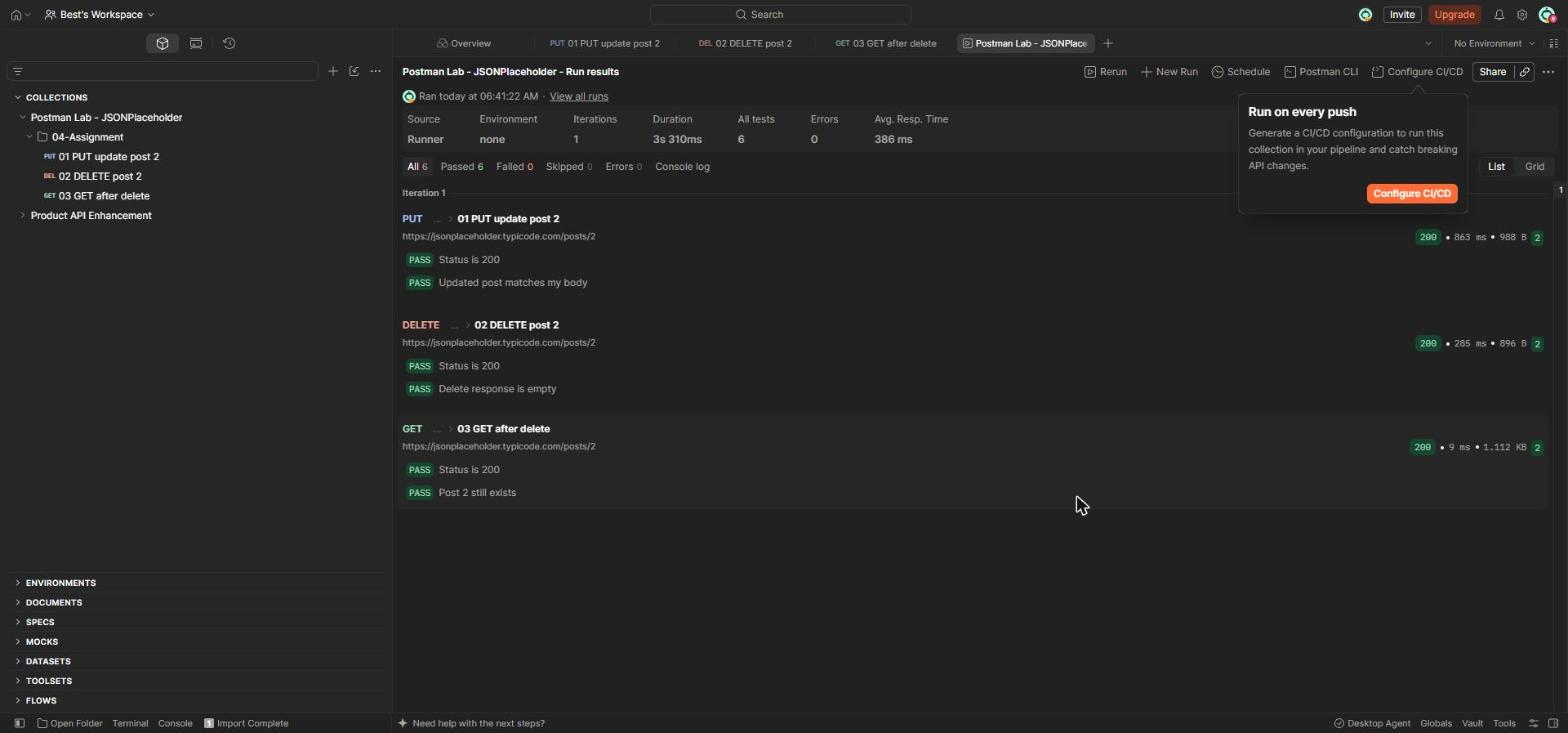 Best's Workspace
Search
Invite
Upgrade
Overview
PUT 01 PUT update post 2
DEL 02 DELETE post 2
GET 03 GET after delete
Postman Lab - JSONPlace
No Environment
COLLECTIONS
Postman Lab - JSONPlaceholder
04-Assignment
PUT 01 PUT update post 2
DEL 02 DELETE post 2
GET 03 GET after delete
Product API Enhancement
ENVIRONMENTS
DOCUMENTS
SPECS
MOCKS
DATASETS
TOOLSETS
FLOWS
Postman Lab - JSONPlaceholder - Run results
Rerun
New Run
Schedule
Postman CLI
Configure CI/CD
Share
Ran today at 06:41:22 AM · View all runs
Source Environment Iterations Duration All tests Errors Avg. Resp. Time
Runner none 1 3s 310ms 6 0 386 ms
All 6 Passed 6 Failed 0 Skipped 0 Errors 0 Console log
List Grid
Run on every push
Generate a CI/CD configuration to run this
collection in your pipeline and catch breaking
API changes.
Configure CI/CD
Iteration 1
1
PUT ... > 01 PUT update post 2
https://jsonplaceholder.typicode.com/posts/2
200 • 863 ms • 988 B 2
PASS Status is 200
PASS Updated post matches my body
DELETE ... > 02 DELETE post 2
https://jsonplaceholder.typicode.com/posts/2
200 • 285 ms • 896 B 2
PASS Status is 200
PASS Delete response is empty
GET ... > 03 GET after delete
https://jsonplaceholder.typicode.com/posts/2
200 • 9 ms • 1.112 KB 2
PASS Status is 200
PASS Post 2 still exists
Open Folder Terminal Console 1 Import Complete
Need help with the next steps?
Desktop Agent Globals Vault Tools